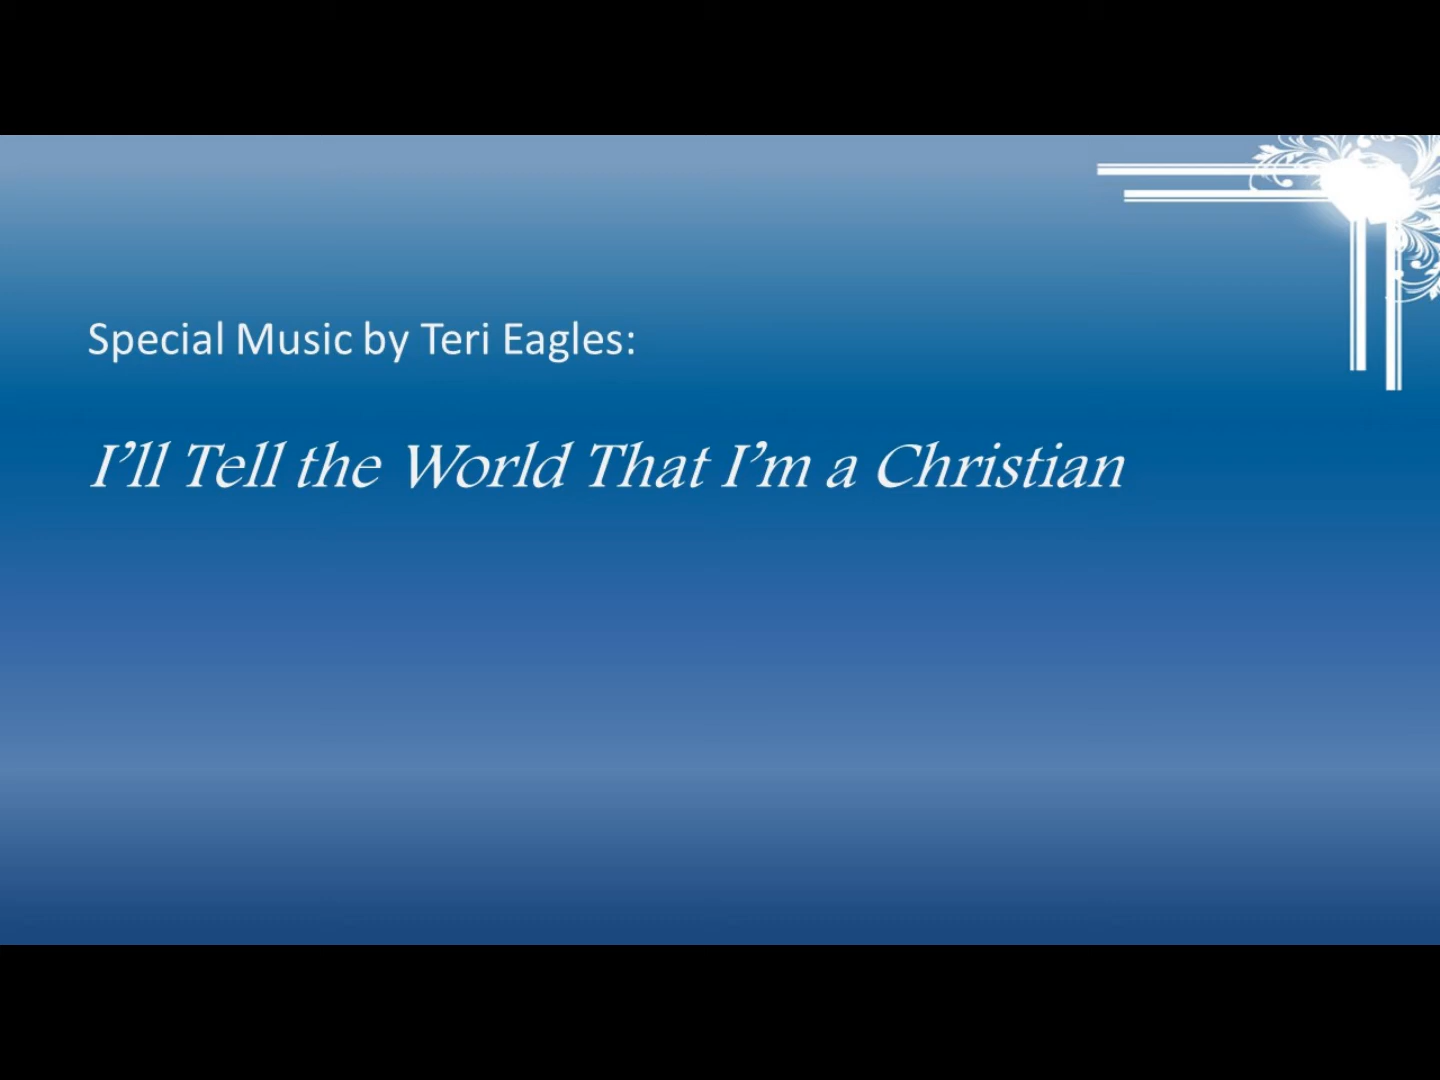 Special Music by Teri Eagles:
I’ll Tell the World That I’m a Christian